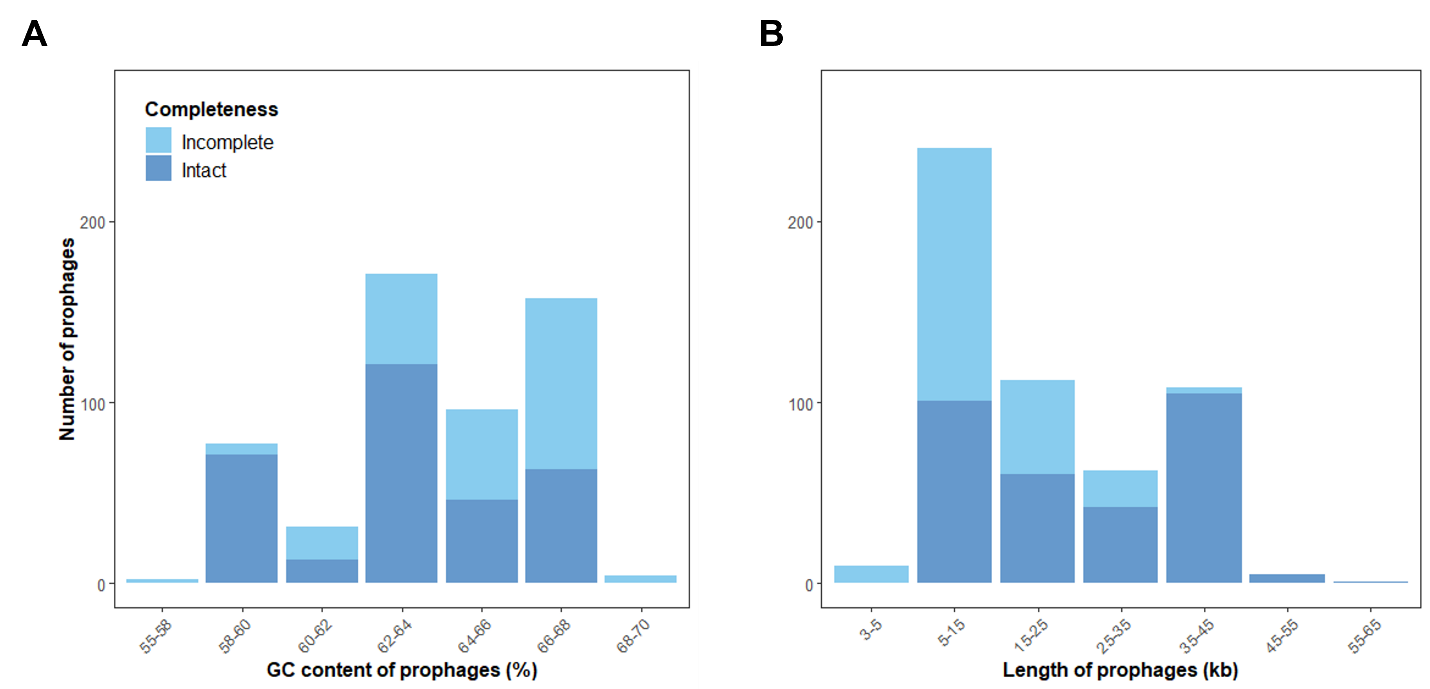 A
Completeness
Incomplete
Intact
Number of prophages
200
100
0
55-58
58-60
60-62
62-64
64-66
66-68
68-70
GC content of prophages (%)
B
200
100
0
3-5
5-15
15-25
25-35
35-45
45-55
55-65
Length of prophages (kb)